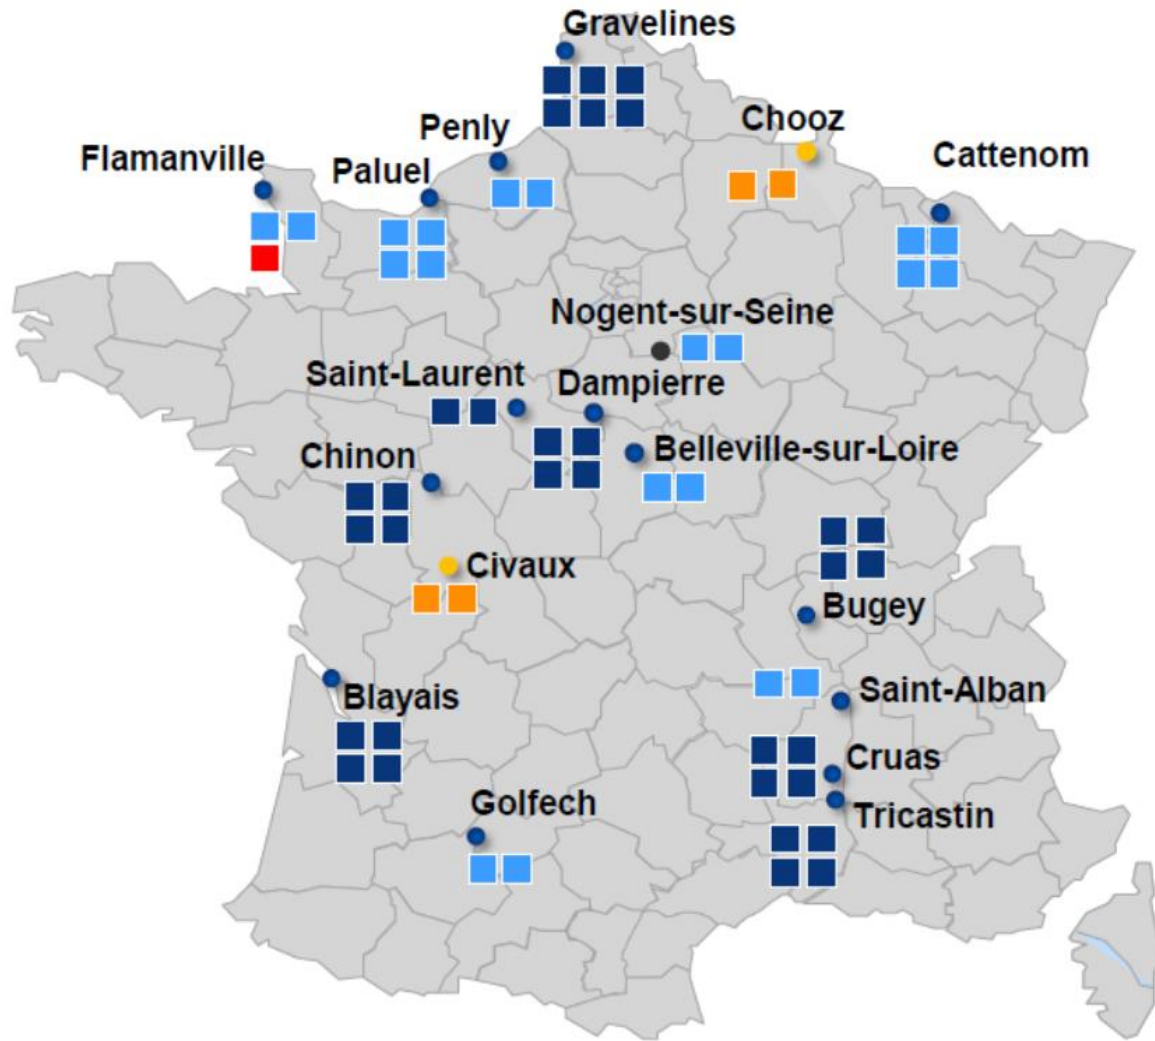 Gravelines
Penly
Chooz
Flamanville
Paluel
Cattenom
Nogent-sur-Seine
Saint-Laurent
Dampierre
Chinon
Belleville-sur-Loire
Civaux
Bugey
Blayais
Saint-Alban
Cruas
Golfech
Tricastin